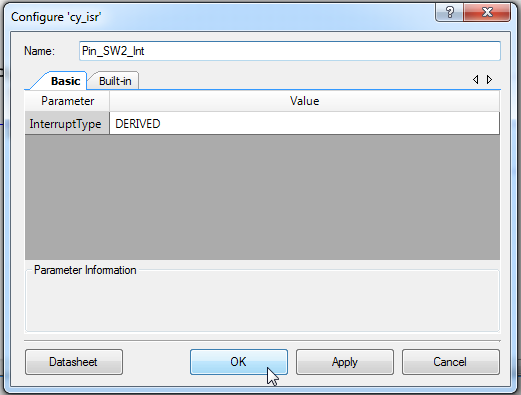 Configure 'cy_isr'
Name: Pin_SW2_Int
Basic Built-in
Parameter Value
InterruptType DERIVED
Parameter Information
Datasheet OK Apply Cancel